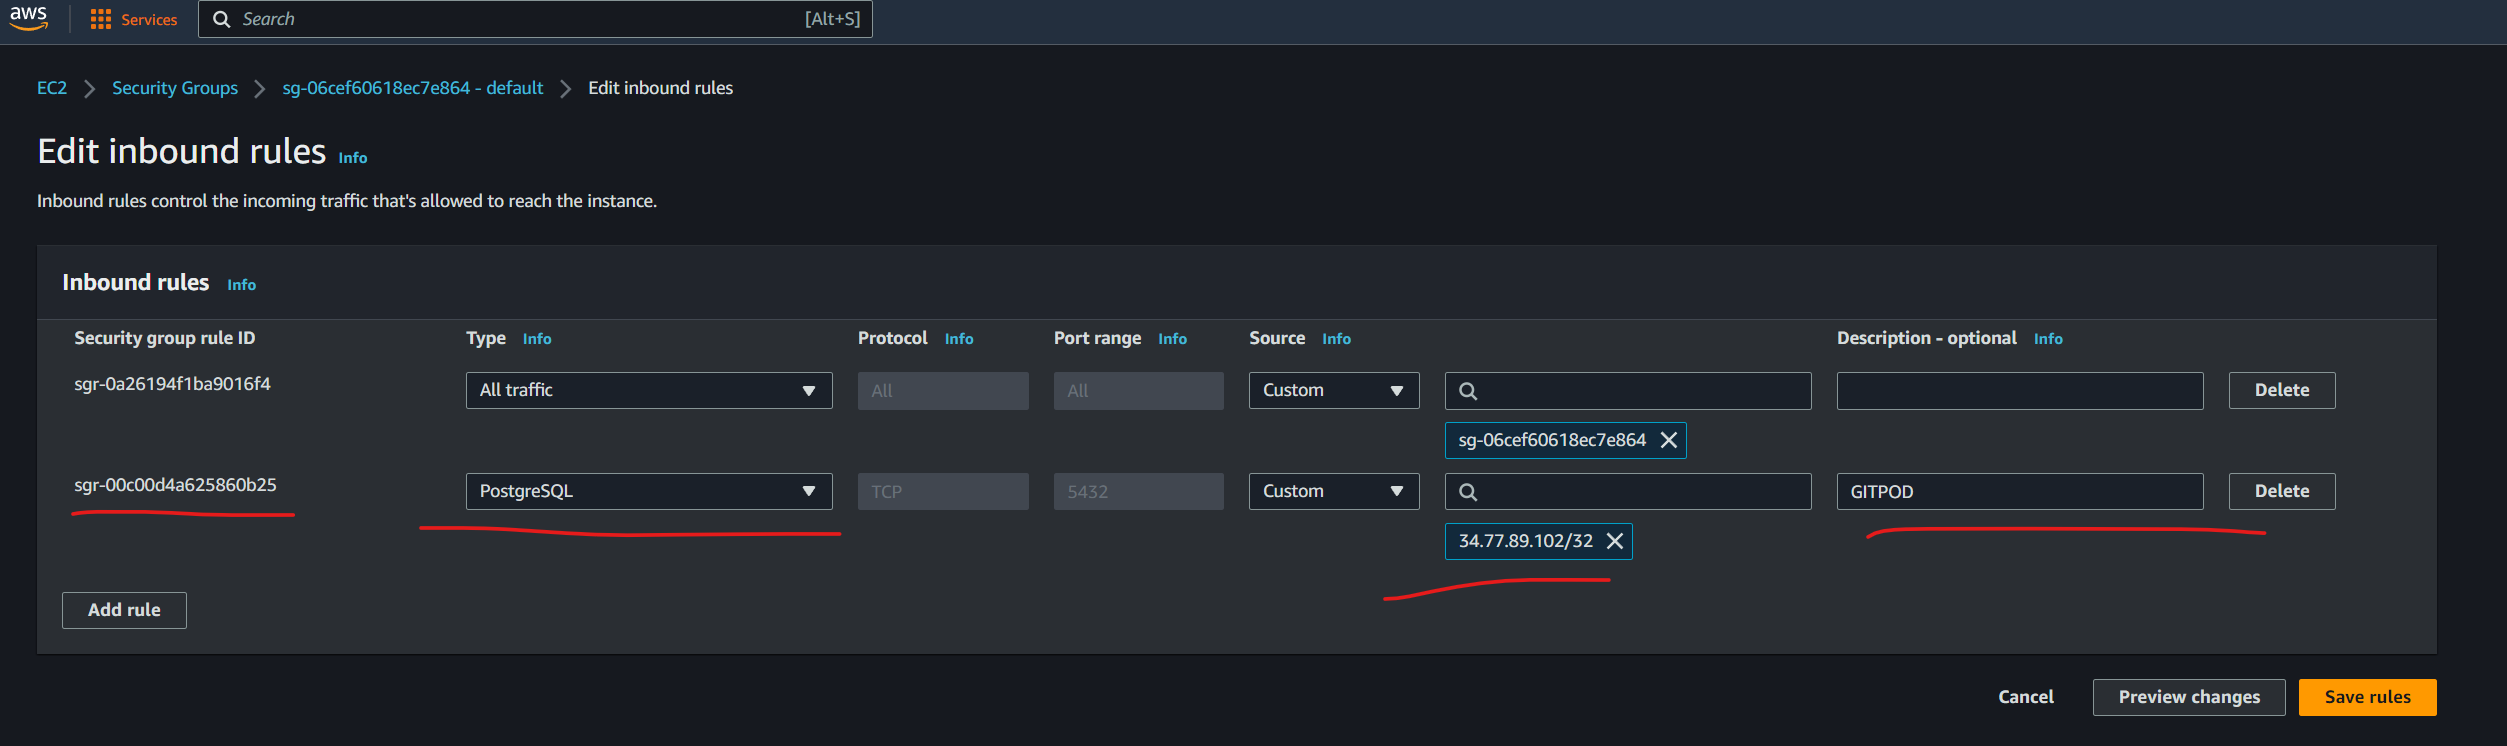 aws
Services
Search
[Alt+S]
EC2 > Security Groups > sg-06cef60618ec7e864 - default > Edit inbound rules
Edit inbound rules Info
Inbound rules control the incoming traffic that's allowed to reach the instance.
Inbound rules Info
Security group rule ID Type Info Protocol Info Port range Info Source Info Description - optional Info
sgr-0a26194f1ba9016f4 All traffic All All Custom Delete
sg-06cef60618ec7e864
sgr-00c00d4a625860b25 PostgreSQL TCP 5432 Custom GITPOD Delete
34.77.89.102/32
Add rule
Cancel Preview changes Save rules